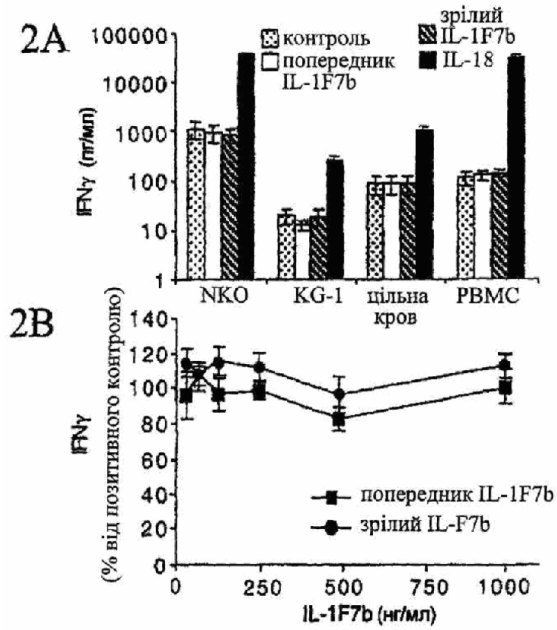 2A
100000
10000
1000
100
10
1
IFNγ (пг/мл)
контроль
попередник
IL-1F7b
зрілий
IL-1F7b
IL-18
NKO
KG-1
цільна
кров
PBMC
2B
140
120
100
80
60
40
120
0
IFNγ
(% від позитивного контролю)
попередник IL-1F7b
зрілий IL-F7b
0
250
500
750
1000
IL-1F7b (нг/мл)